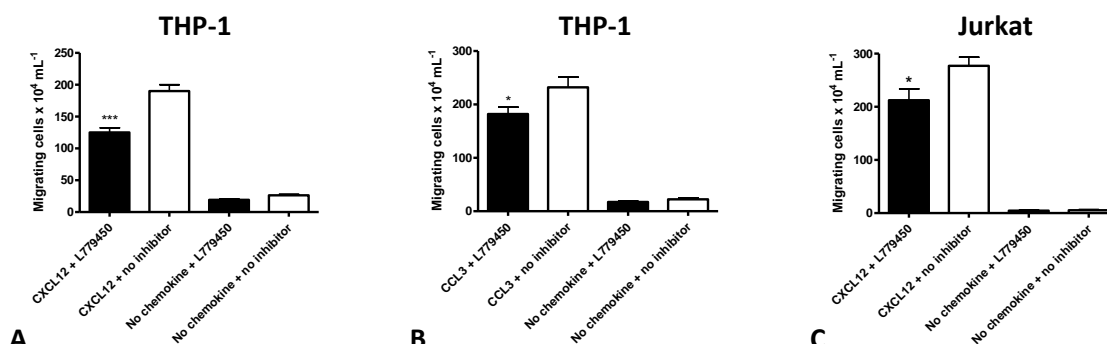 THP-1
Migrating cells x 10⁴ mL⁻¹
250
200
150
100
50
0
***
CXCL12 + L779450
CXCL12 + no inhibitor
No chemokine + L779450
No chemokine + no inhibitor
A
THP-1
Migrating cells x 10⁴ mL⁻¹
300
200
100
0
*
CCL3 + L779450
CCL3 + no inhibitor
No chemokine + L779450
No chemokine + no inhibitor
B
Jurkat
Migrating cells x 10⁴ mL⁻¹
300
200
100
0
*
CXCL12 + L779450
CXCL12 + no inhibitor
No chemokine + L779450
No chemokine + no inhibitor
C